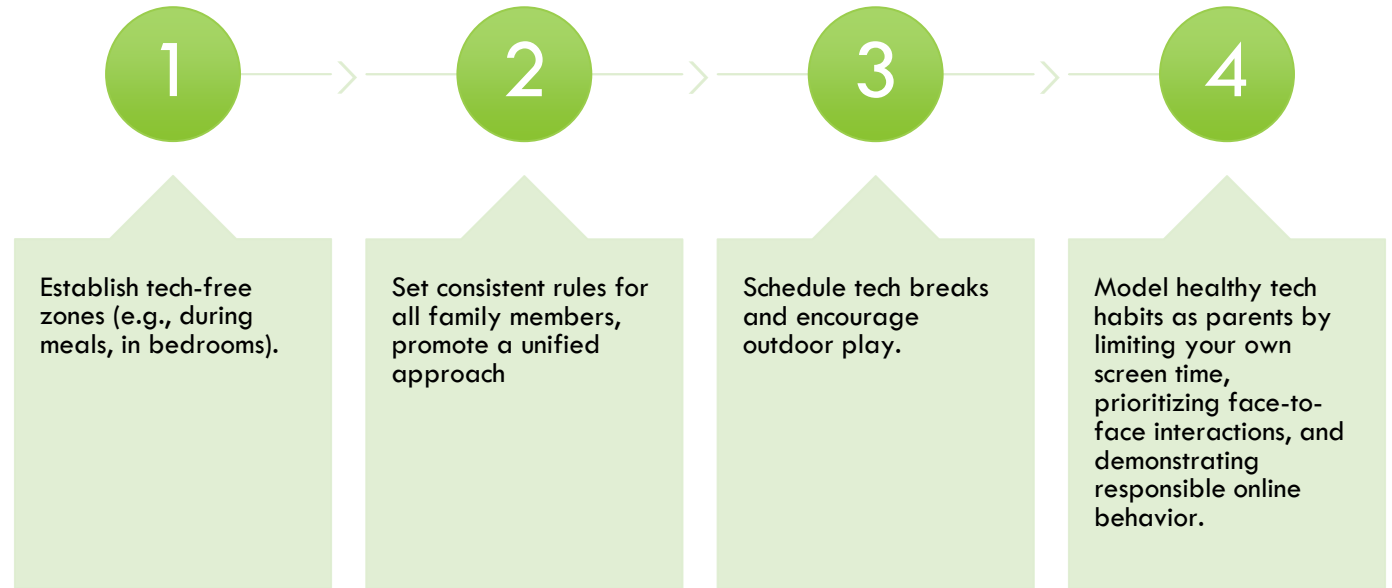 1
2
3
4
Establish tech-free
zones (e.g., during
meals, in bedrooms).
Set consistent rules for
all family members,
promote a unified
approach
Schedule tech breaks
and encourage
outdoor play.
Model healthy tech
habits as parents by
limiting your own
screen time,
prioritizing face-to-
face interactions, and
demonstrating
responsible online
behavior.